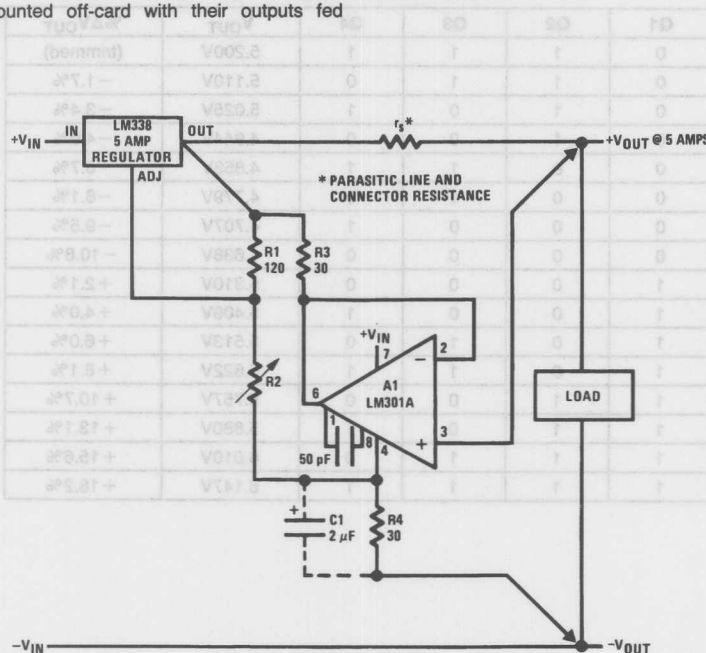 ounted off-card with their outputs fed
LM338
5 AMP
REGULATOR
IN
OUT
ADJ
+VIN
rs*
+VOUT @ 5 AMPS
* PARASITIC LINE AND
CONNECTOR RESISTANCE
R1
120
R3
30
+VIN
7
2
−
R2
6
A1
LM301A
LOAD
1
8
4
+
3
50 pF
+
C1
2 μF
R4
30
−VIN
−VOUT